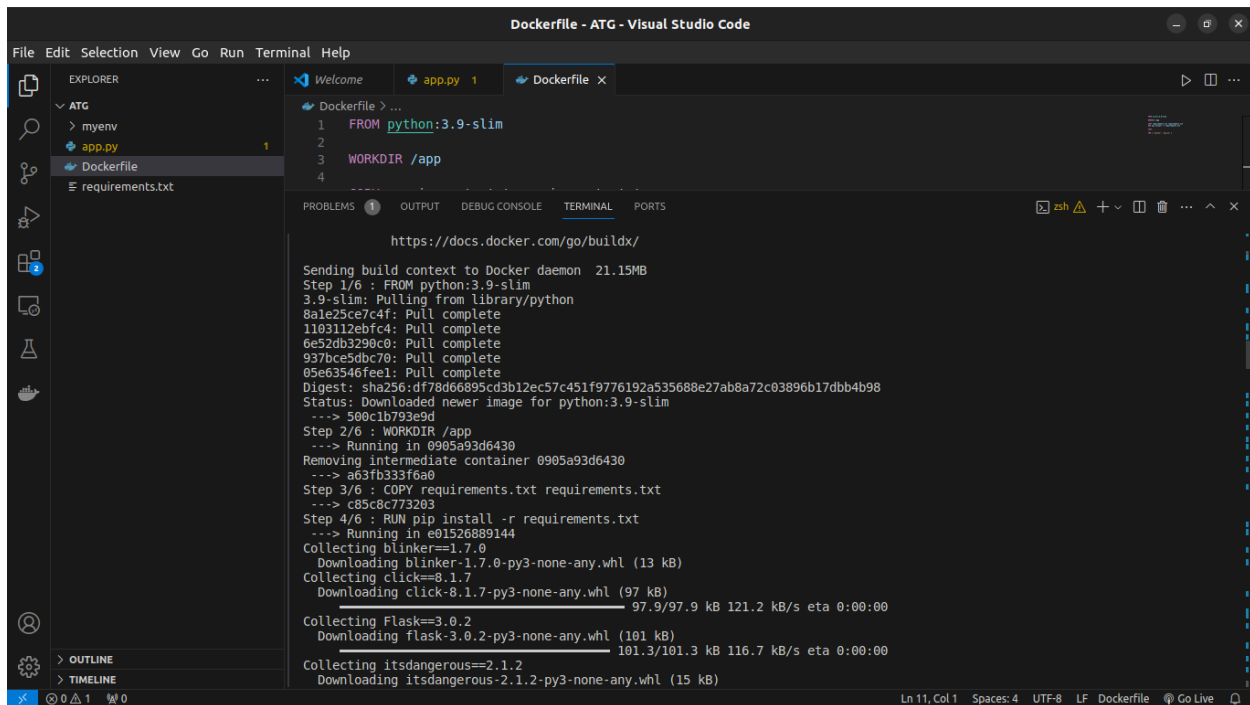 Dockerfile - ATG - Visual Studio Code
File Edit Selection View Go Run Terminal Help
EXPLORER
ATG
myenv
app.py 1
Dockerfile
requirements.txt
OUTLINE
TIMELINE
2
Welcome app.py 1 Dockerfile
Dockerfile > ...
1 FROM python:3.9-slim
2
3 WORKDIR /app
4
PROBLEMS 1 OUTPUT DEBUG CONSOLE TERMINAL PORTS
zsh
https://docs.docker.com/go/buildx/
Sending build context to Docker daemon 21.15MB
Step 1/6 : FROM python:3.9-slim
3.9-slim: Pulling from library/python
8a1e25ce7c4f: Pull complete
1103112ebfc4: Pull complete
6e52db3290c0: Pull complete
937bce5dbc70: Pull complete
05e63546fee1: Pull complete
Digest: sha256:df78d66895cd3b12ec57c451f9776192a535688e27ab8a72c03896b17dbb4b98
Status: Downloaded newer image for python:3.9-slim
---> 500c1b793e9d
Step 2/6 : WORKDIR /app
---> Running in 0905a93d6430
Removing intermediate container 0905a93d6430
---> a63fb333f6a0
Step 3/6 : COPY requirements.txt requirements.txt
---> c85c8c773203
Step 4/6 : RUN pip install -r requirements.txt
---> Running in e01526889144
Collecting blinker==1.7.0
Downloading blinker-1.7.0-py3-none-any.whl (13 kB)
Collecting click==8.1.7
Downloading click-8.1.7-py3-none-any.whl (97 kB)
97.9/97.9 kB 121.2 kB/s eta 0:00:00
Collecting Flask==3.0.2
Downloading flask-3.0.2-py3-none-any.whl (101 kB)
101.3/101.3 kB 116.7 kB/s eta 0:00:00
Collecting itsdangerous==2.1.2
Downloading itsdangerous-2.1.2-py3-none-any.whl (15 kB)
0 1 0 Ln 11, Col 1 Spaces: 4 UTF-8 LF Dockerfile Go Live